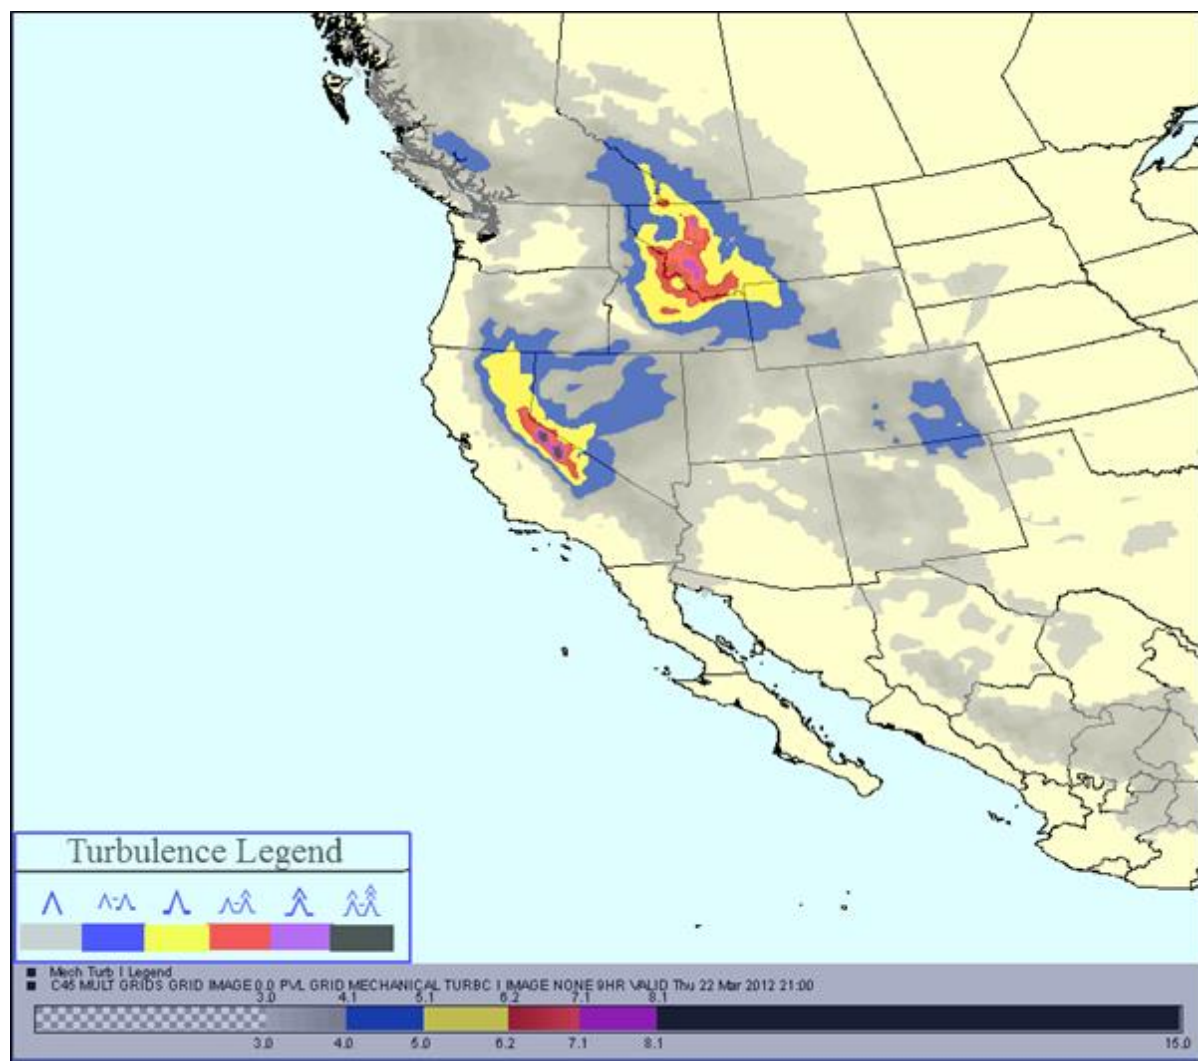 Turbulence Legend
Mech Turb I Legend
C45 MULT GRIDS GRID IMAGE 0.0 PVL GRID MECHANICAL TURBC I IMAGE NONE 9HR VALID Thu 22 Mar 2012 21:00
3.0 4.1 5.1 6.2 7.1 8.1
3.0 4.0 5.0 6.2 7.1 8.1 15.0